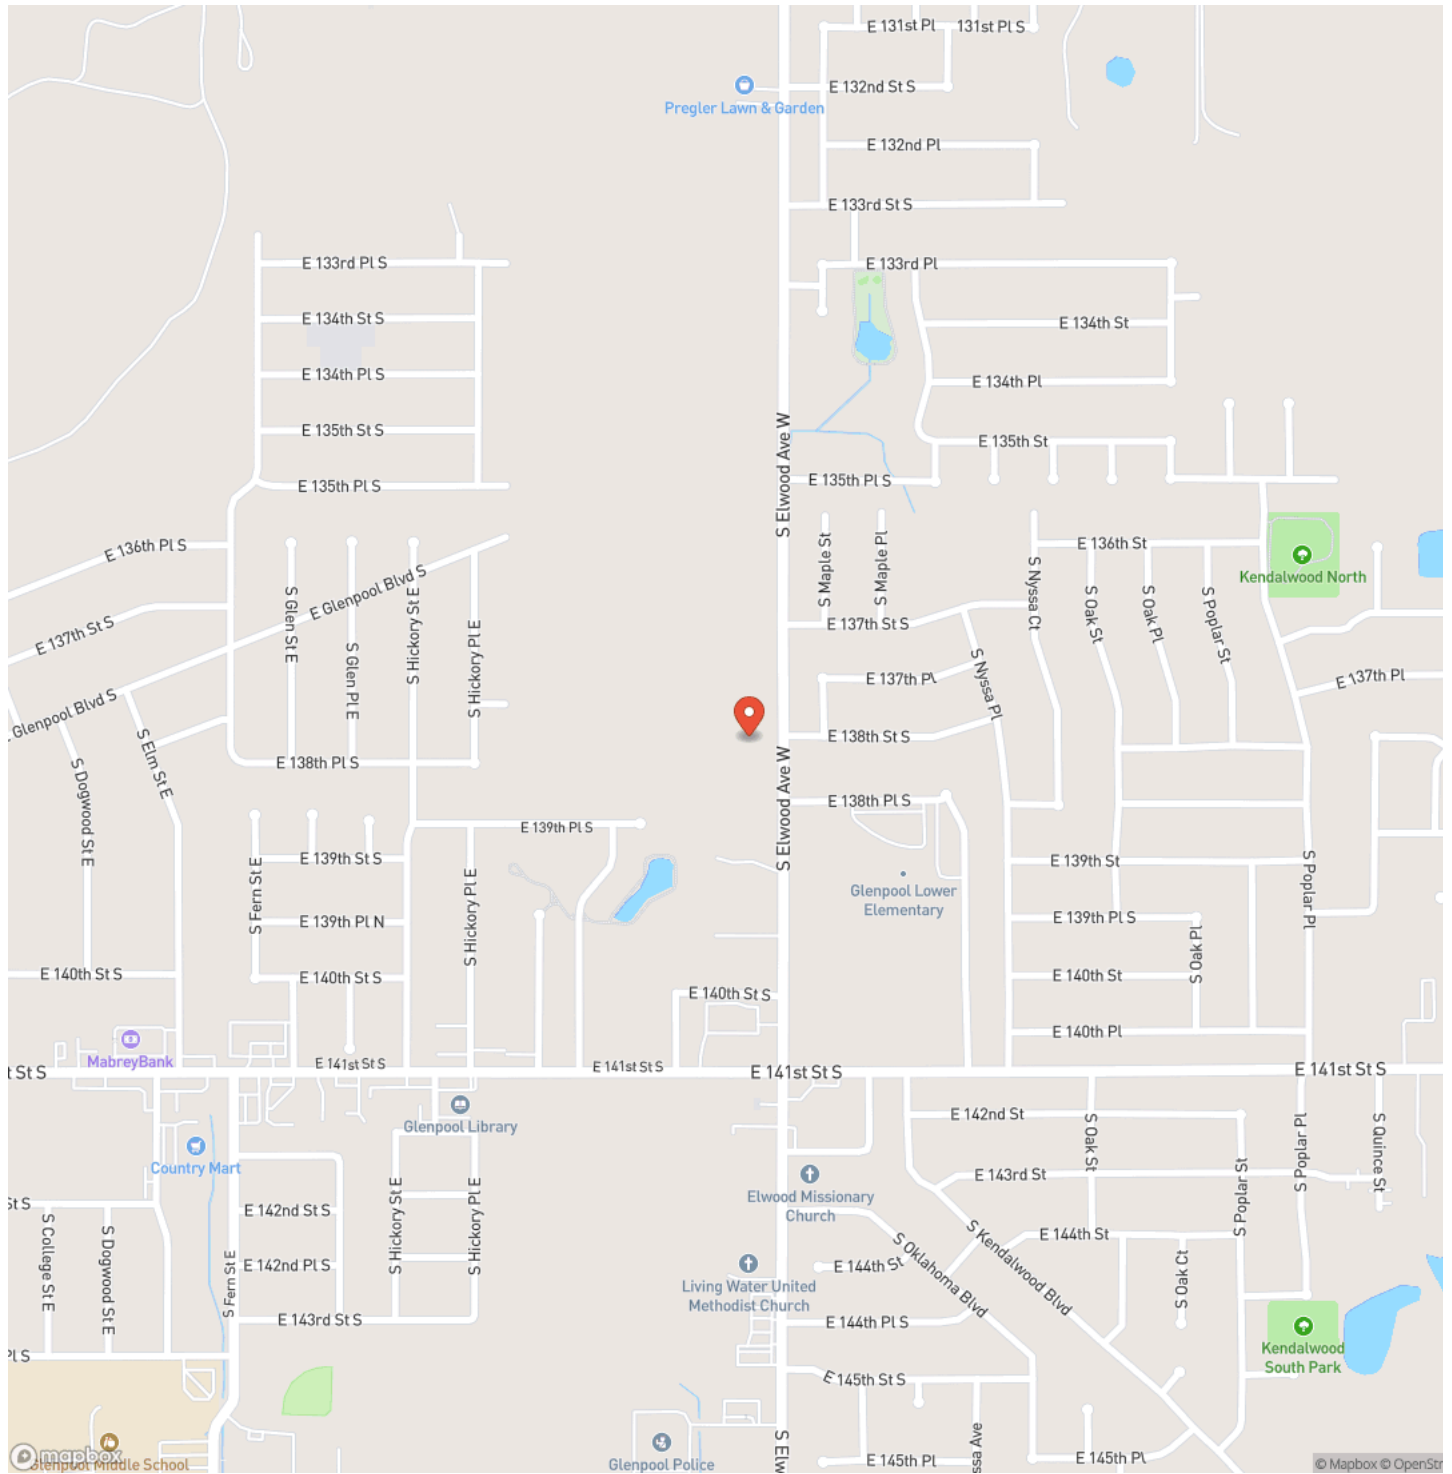 E 131st Pl
131st Pl S
E 132nd St S
Pregler Lawn & Garden
E 132nd Pl
E 133rd St S
E 133rd Pl S
E 133rd Pl
E 134th St S
E 134th St
E 134th Pl S
E 134th Pl
E 135th St S
E 135th St
S Elwood Ave W
E 135th Pl S
E 135th Pl S
E 136th Pl S
E 136th St
S Maple St
S Maple Pl
Kendalwood North
E Glenpool Blvd S
S Glen St E
S Hickory St E
S Nyssa Ct
S Oak St
S Oak Pl
S Poplar St
E 137th St S
E 137th St S
S Glen Pl E
S Hickory Pl E
S Nyssa Pl
E 137th Pl
E 137th Pl
Glenpool Blvd S
S Elm St E
E 138th St S
E 138th Pl S
S Dogwood St E
S Elwood Ave W
E 138th Pl S
E 139th Pl S
E 139th St S
E 139th St
S Fern St E
S Hickory Pl E
Glenpool Lower
Elementary
S Poplar Pl
E 139th Pl N
E 139th Pl S
S Oak Pl
E 140th St S
E 140th St S
E 140th St
E 140th St S
E 140th Pl
MabreyBank
E 141st St S
E 141st St S
E 141st St S
E 141st St S
t St S
Glenpool Library
E 142nd St
S Oak St
S Poplar Pl
S Quince St
Country Mart
E 143rd St
Elwood Missionary
Church
S Poplar St
St S
S College St E
S Dogwood St E
E 142nd St S
S Hickory St E
S Hickory Pl E
E 142nd Pl S
S Fern St E
S Oklahoma Blvd
S Kendalwood Blvd
E 144th St
E 144th St
S Oak Ct
Living Water United
Methodist Church
E 143rd St S
E 144th Pl S
Kendalwood
South Park
Pl S
E 145th St S
mapbox
Glenpool Middle School
Glenpool Police
S Elw
E 145th Pl
ssa Ave
E 145th Pl
© Mapbox © OpenStr